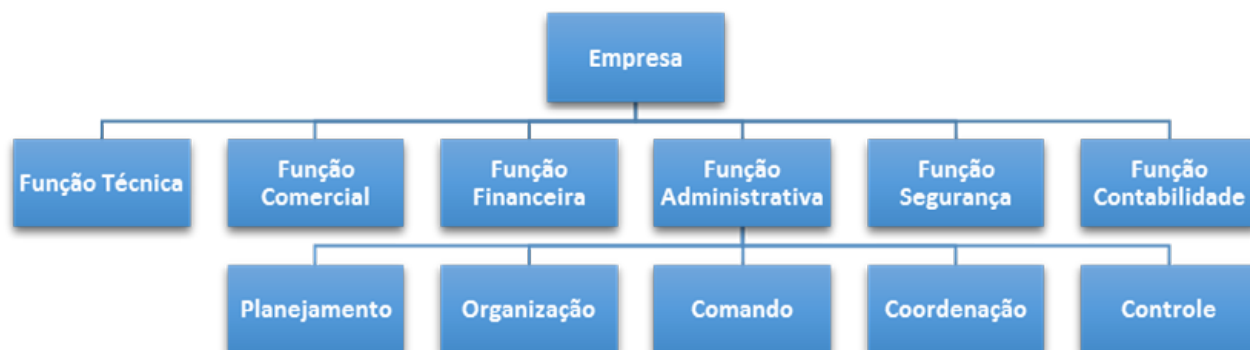 Empresa
Função Técnica
Função
Comercial
Função
Financeira
Função
Administrativa
Função
Segurança
Função
Contabilidade
Planejamento
Organização
Comando
Coordenação
Controle